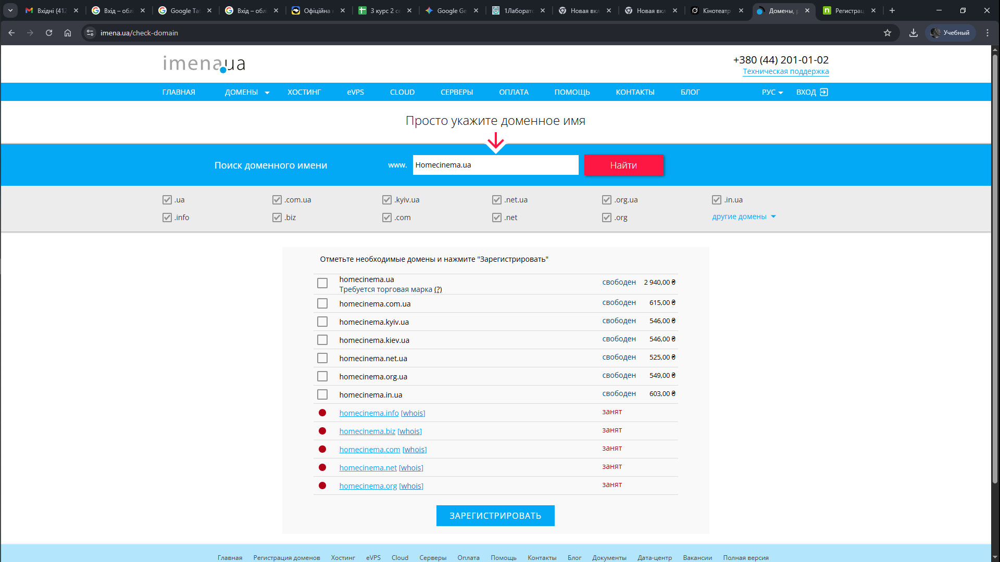 Вхідні (412
Вхід – облі
Google Таб
Вхід – облі
Офіційна
3 курс 2 се
Google Ge
1Лаборато
Новая вкл
Новая вкл
Кінотеатр
Домены, р
Регистрац
imena.ua/check-domain
Учебный
imena.ua
+380 (44) 201-01-02
Техническая поддержка
ГЛАВНАЯ ДОМЕНЫ ХОСТИНГ eVPS CLOUD СЕРВЕРЫ ОПЛАТА ПОМОЩЬ КОНТАКТЫ БЛОГ РУС ВХОД
Просто укажите доменное имя
Поиск доменного имени www. Homecinema.ua Найти
.ua .com.ua .kyiv.ua .net.ua .org.ua .in.ua
.info .biz .com .net .org другие домены
Отметьте необходимые домены и нажмите "Зарегистрировать"
homecinema.ua свободен 2 940,00 ₴
Требуется торговая марка (?)
homecinema.com.ua свободен 615,00 ₴
homecinema.kyiv.ua свободен 546,00 ₴
homecinema.kiev.ua свободен 546,00 ₴
homecinema.net.ua свободен 525,00 ₴
homecinema.org.ua свободен 549,00 ₴
homecinema.in.ua свободен 603,00 ₴
homecinema.info [whois] занят
homecinema.biz [whois] занят
homecinema.com [whois] занят
homecinema.net [whois] занят
homecinema.org [whois] занят
ЗАРЕГИСТРИРОВАТЬ
Главная Регистрация доменов Хостинг eVPS Cloud Серверы Оплата Помощь Контакты Блог Документы Дата-центр Вакансии Полная версия